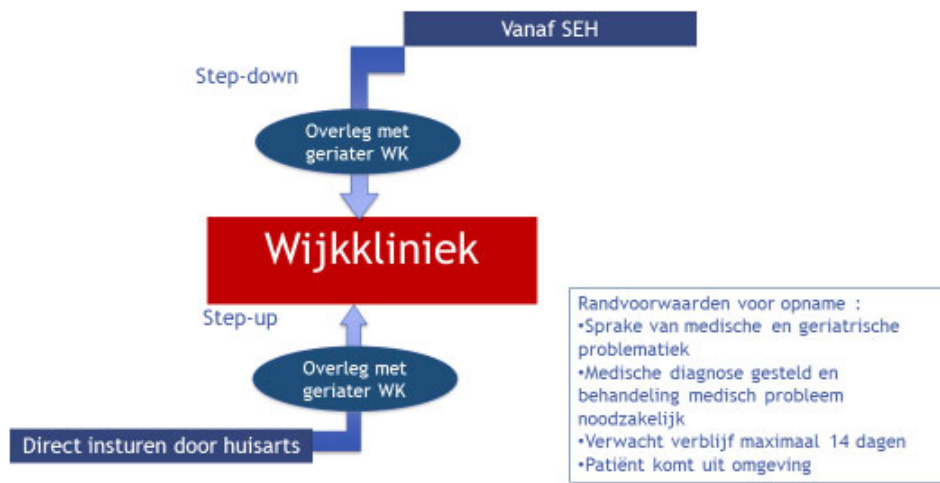 Vanaf SEH
Step-down
Overleg met
geriater WK
Wijkkliniek
Step-up
Overleg met
geriater WK
Direct insturen door huisarts
Randvoorwaarden voor opname :
•Sprake van medische en geriatrische
problematiek
•Medische diagnose gesteld en
behandeling medisch probleem
noodzakelijk
•Verwacht verblijf maximaal 14 dagen
•Patiënt komt uit omgeving